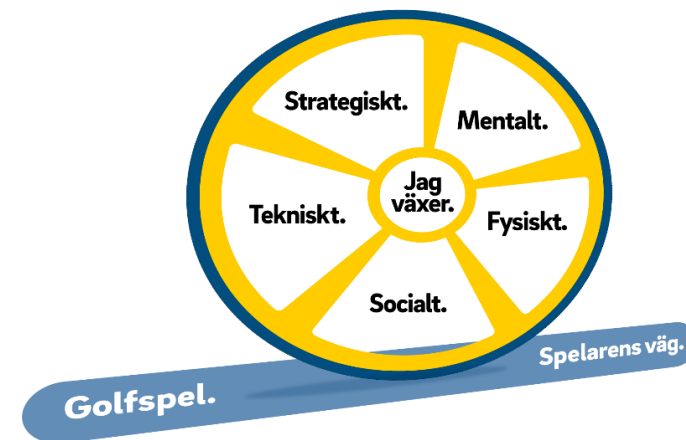 Strategiskt.
Mentalt.
Jag
växer.
Tekniskt.
Fysiskt.
Socialt.
Spelarens väg.
Golfspel.